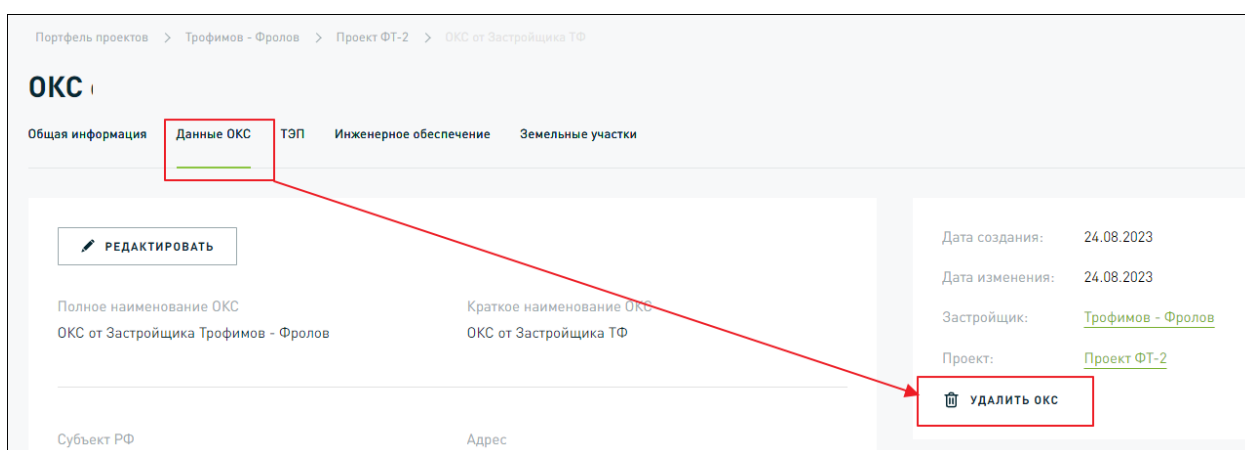 Портфель проектов > Трофимов - Фролов > Проект ФТ-2 > ОКС от Застройщика ТФ
ОКС
Общая информация Данные ОКС ТЭП Инженерное обеспечение Земельные участки
РЕДАКТИРОВАТЬ
Полное наименование ОКС Краткое наименование ОКС
ОКС от Застройщика Трофимов - Фролов ОКС от Застройщика ТФ
Субъект РФ Адрес
Дата создания: 24.08.2023
Дата изменения: 24.08.2023
Застройщик: Трофимов - Фролов
Проект: Проект ФТ-2
УДАЛИТЬ ОКС